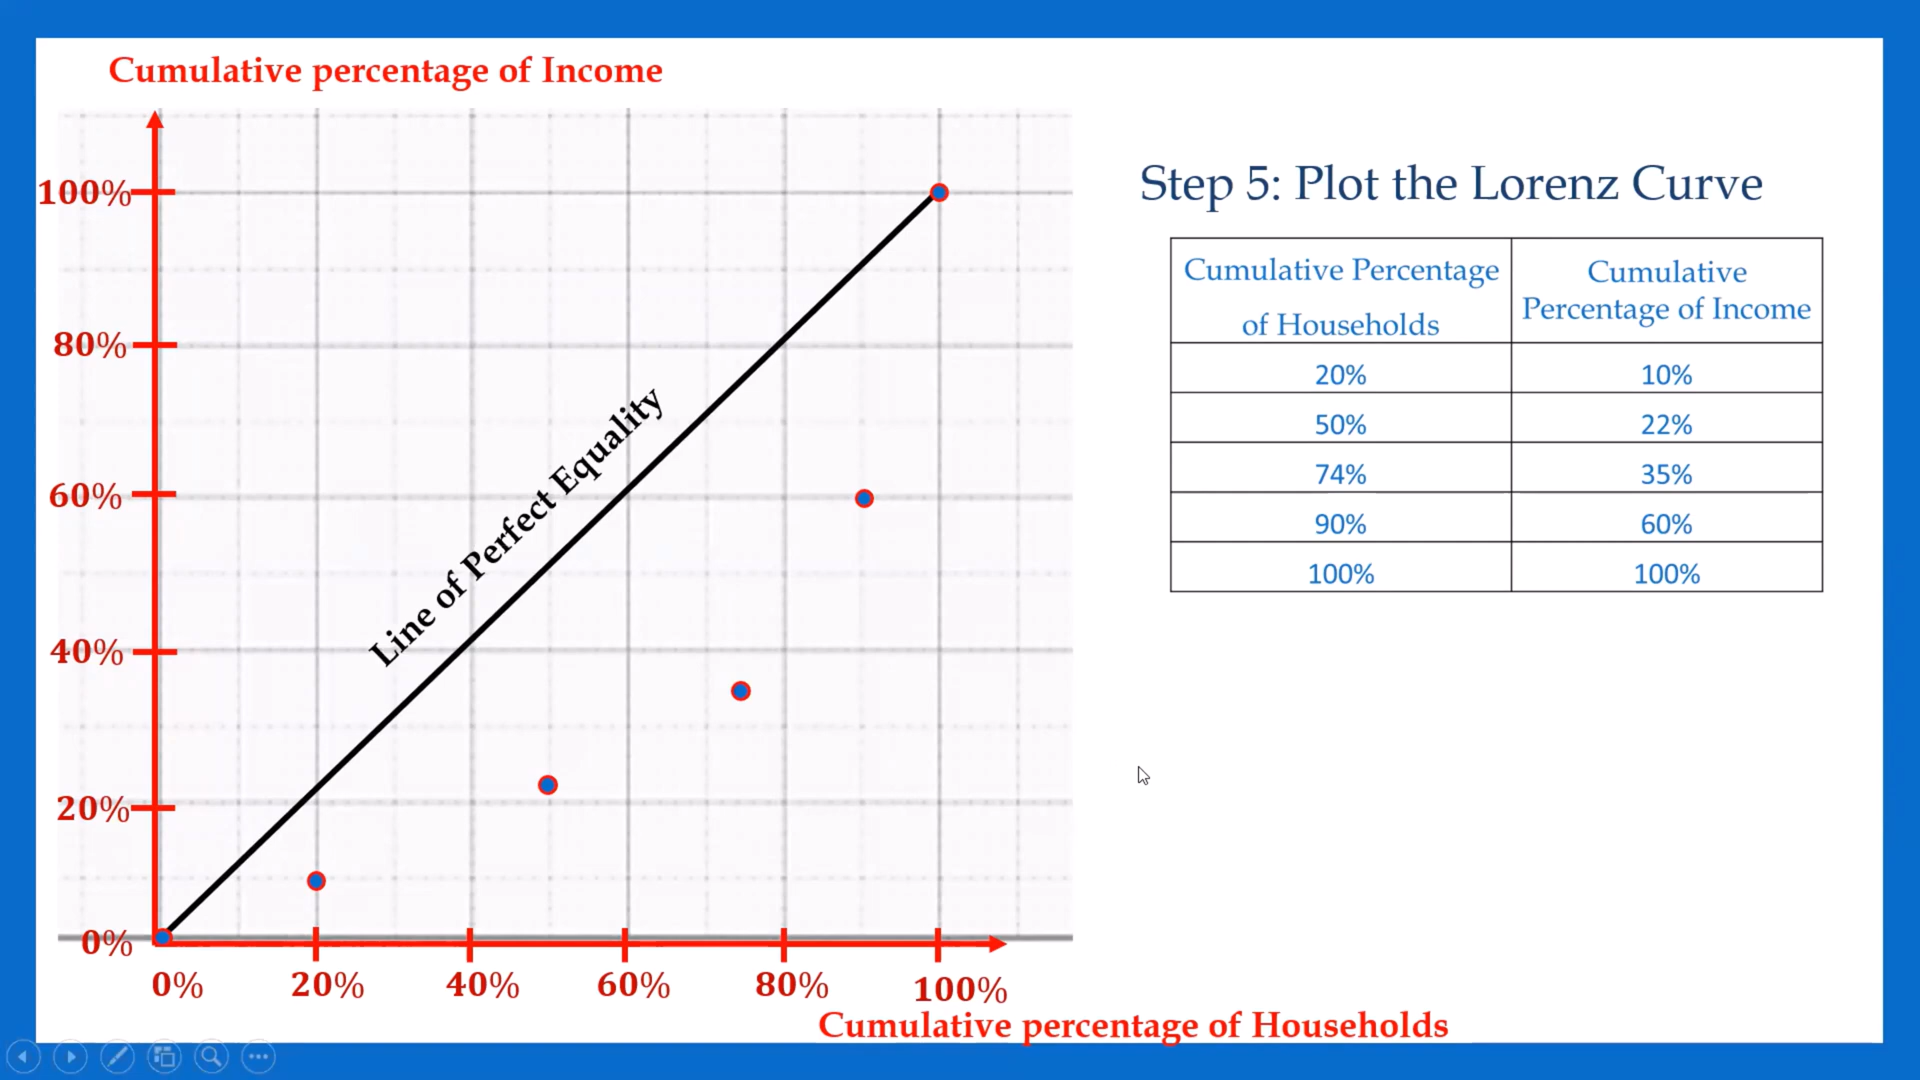 Cumulative percentage of Income
100%
80%
60%
40%
20%
0%
Line of Perfect Equality
0% 20% 40% 60% 80% 100%
Cumulative percentage of Households
Step 5: Plot the Lorenz Curve
Cumulative Percentage
of Households
Cumulative
Percentage of Income
20% 10%
50% 22%
74% 35%
90% 60%
100% 100%